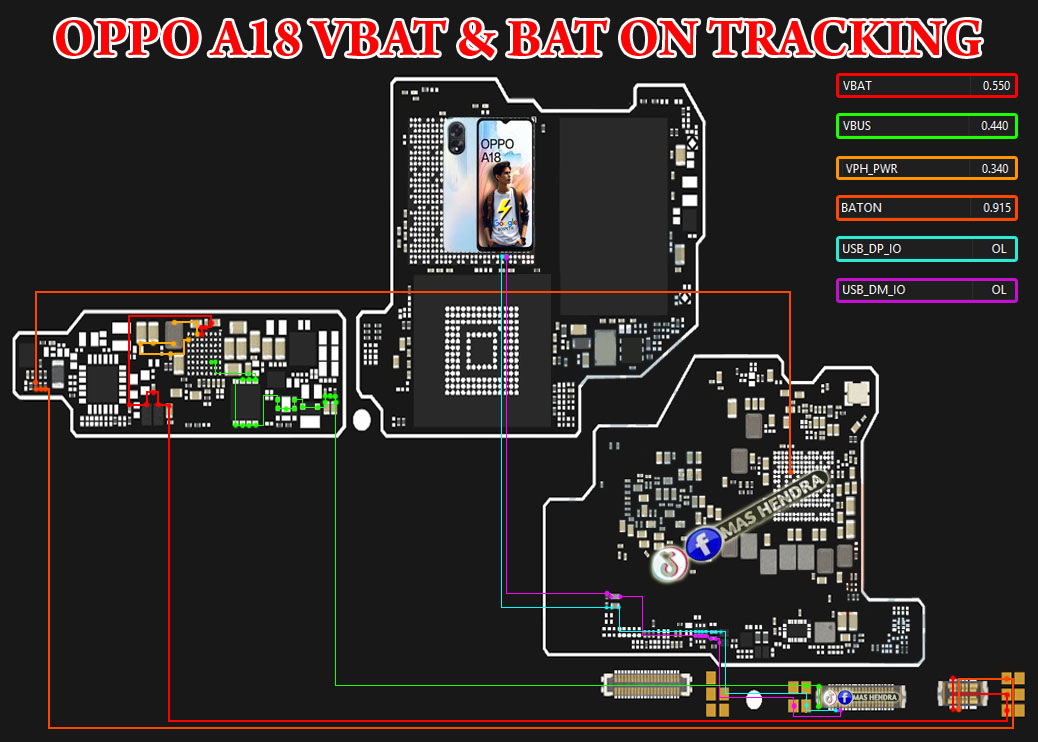 OPPO A18 VBAT & BAT ON TRACKING
VBAT 0.550
VBUS 0.440
VPH_PWR 0.340
BATON 0.915
USB_DP_IO OL
USB_DM_IO OL
OPPO
A18
Google
MAS HENDRA
MAS HENDRA